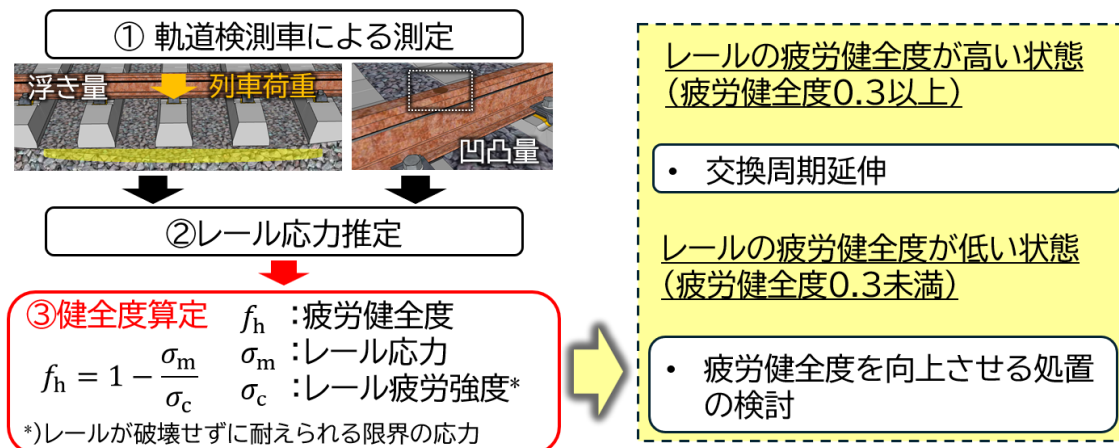 ① 軌道検測車による測定
浮き量
列車荷重
凹凸量
②レール応力推定
③健全度算定
f_h：疲労健全度
σ_m：レール応力
σ_c：レール疲労強度*
f_h = 1 − σ_m/σ_c
*)レールが破壊せずに耐えられる限界の応力
レールの疲労健全度が高い状態
(疲労健全度0.3以上)
• 交換周期延伸
レールの疲労健全度が低い状態
(疲労健全度0.3未満)
• 疲労健全度を向上させる処置
の検討